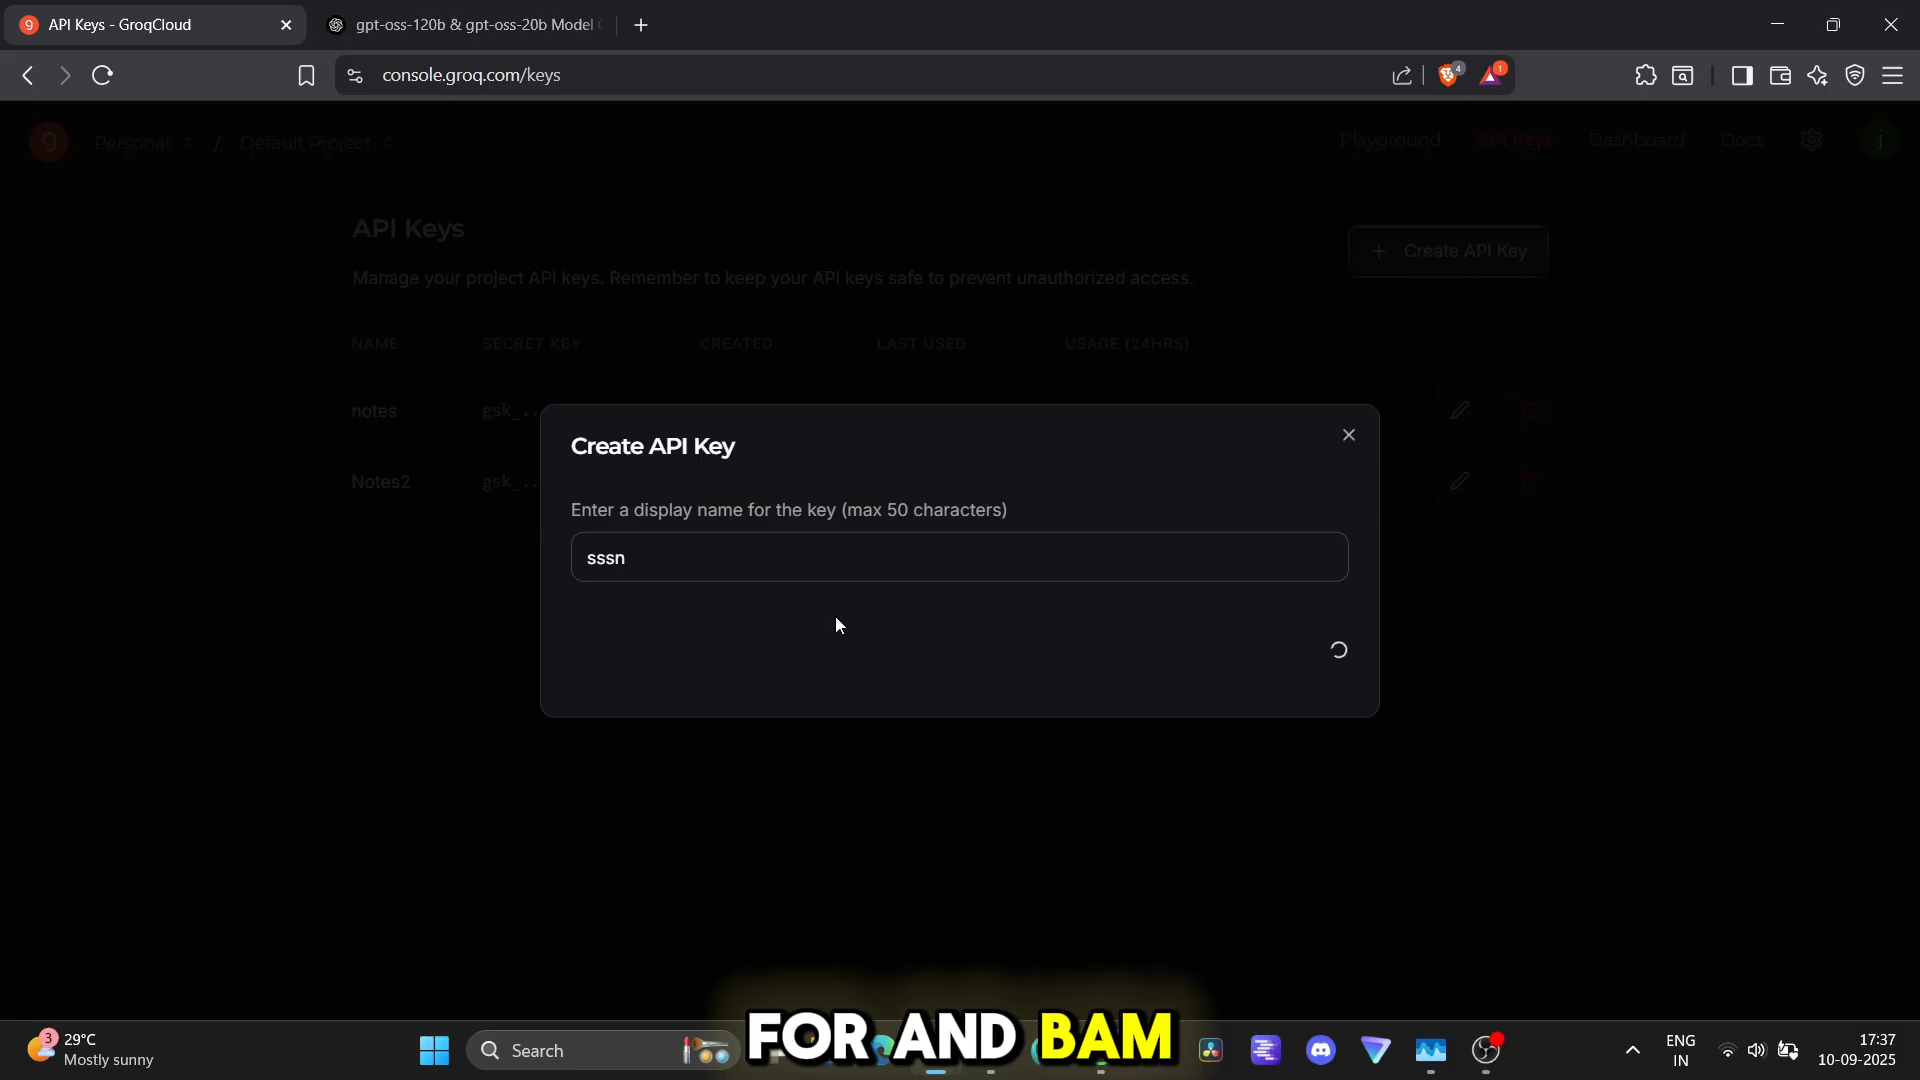 API Keys - GroqCloud
gpt-oss-120b & gpt-oss-20b Model
console.groq.com/keys
4
1
g
Personal / Default Project
Playground
API Keys
Dashboard
Docs
j
API Keys
+ Create API Key
Manage your project API keys. Remember to keep your API keys safe to prevent unauthorized access.
NAME SECRET KEY CREATED LAST USED USAGE (24HRS)
notes gsk_...
Notes2 gsk_...
Create API Key
Enter a display name for the key (max 50 characters)
sssn
FOR AND BAM
3
29°C
Mostly sunny
Search
ENG
IN
17:37
10-09-2025